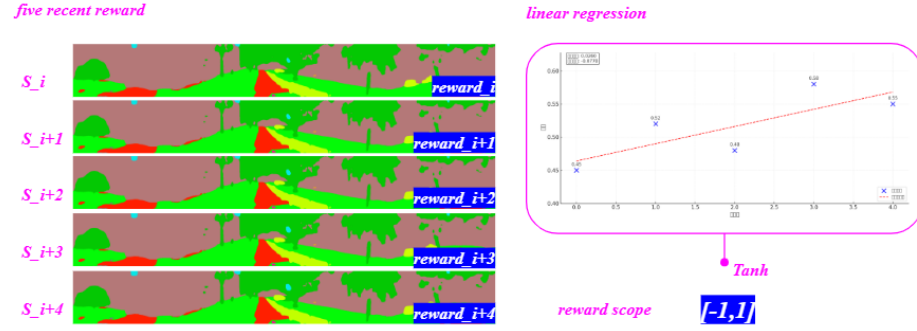 five recent reward
S_i
reward_i
S_i+1
reward_i+1
S_i+2
reward_i+2
S_i+3
reward_i+3
S_i+4
reward_i+4
linear regression
0.60
0.55
0.50
0.45
0.40
0.45
0.52
0.48
0.58
0.55
0.0
0.5
1.0
1.5
2.0
2.5
3.0
3.5
4.0
Tanh
reward scope
[-1,1]